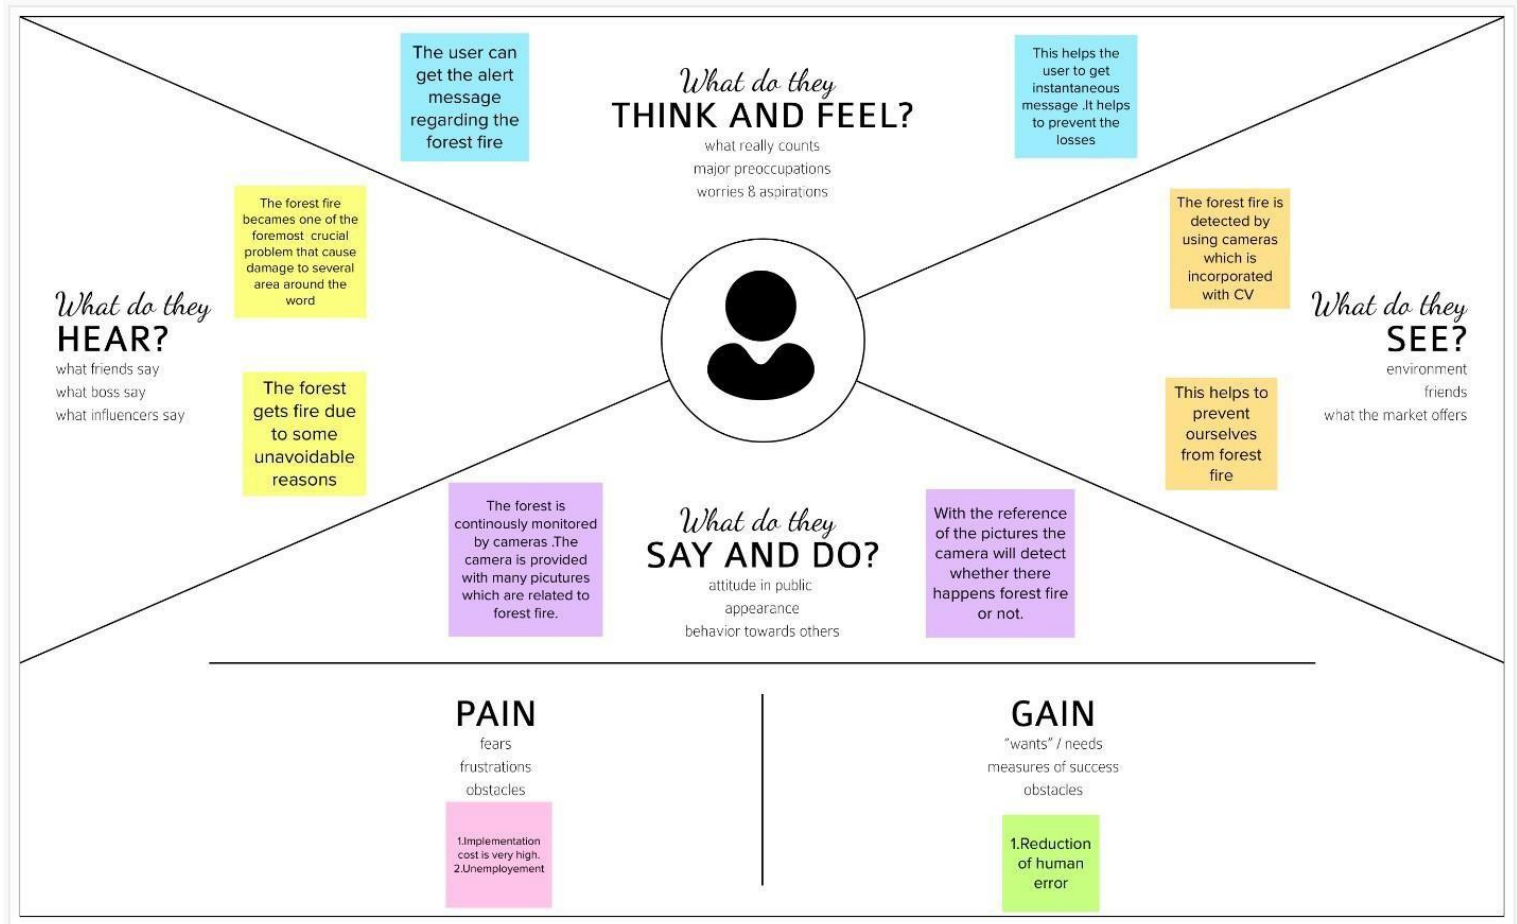 The user can
get the alert
message
regarding the
forest fire
What do they
THINK AND FEEL?
what really counts
major preoccupations
worries & aspirations
This helps the
user to get
instantaneous
message .It helps
to prevent the
losses
The forest fire
becames one of the
foremost crucial
problem that cause
damage to several
area around the
word
What do they
HEAR?
what friends say
what boss say
what influencers say
The forest
gets fire due
to some
unavoidable
reasons
The forest fire is
detected by
using cameras
which is
incorporated
with CV
What do they
SEE?
environment
friends
what the market offers
This helps to
prevent
ourselves
from forest
fire
The forest is
continously monitored
by cameras .The
camera is provided
with many picutures
which are related to
forest fire.
What do they
SAY AND DO?
attitude in public
appearance
behavior towards others
With the reference
of the pictures the
camera will detect
whether there
happens forest fire
or not.
PAIN
fears
frustrations
obstacles
1.Implementation
cost is very high.
2.Unemployement
GAIN
"wants" / needs
measures of success
obstacles
1.Reduction
of human
error